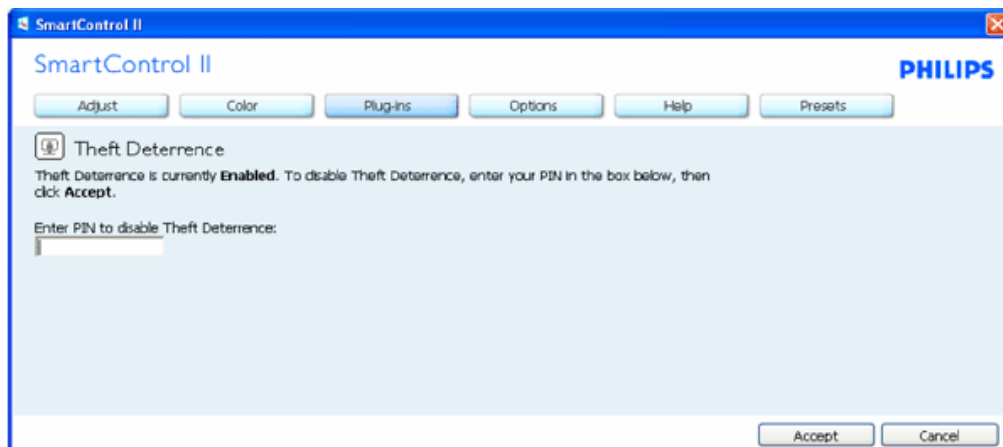 SmartControl II
SmartControl II
PHILIPS
Adjust Color Plug-ins Options Help Presets
Theft Deterrence
Theft Deterrence is currently Enabled. To disable Theft Deterrence, enter your PIN in the box below, then
click Accept.
Enter PIN to disable Theft Deterrence:
Accept Cancel